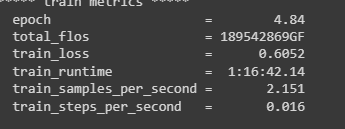 ***** train metrics *****
epoch = 4.84
total_flos = 189542869GF
train_loss = 0.6052
train_runtime = 1:16:42.14
train_samples_per_second = 2.151
train_steps_per_second = 0.016